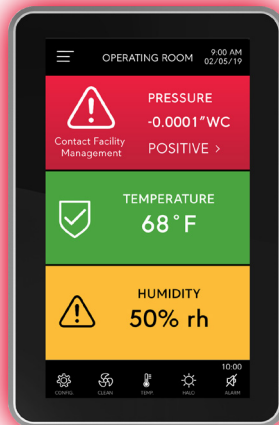 OPERATING ROOM
9:00 AM
02/05/19
PRESSURE
-0.0001"WC
POSITIVE >
Contact Facility
Management
TEMPERATURE
68°F
HUMIDITY
50% rh
10:00
CONFIG.
CLEAN
TEMP
HALO
ALARM